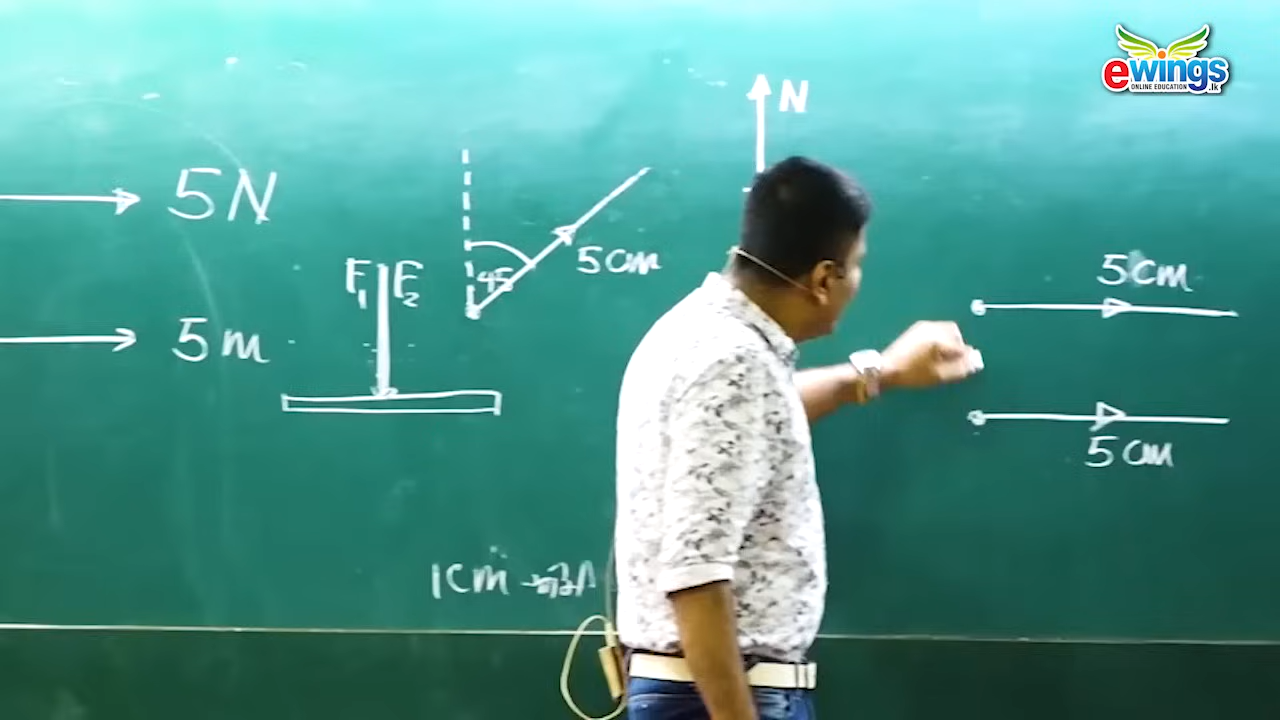 ewings.lk
ONLINE EDUCATION
N
5N
5cm
45
F1 F2
5m
5cm
5cm
1cm →